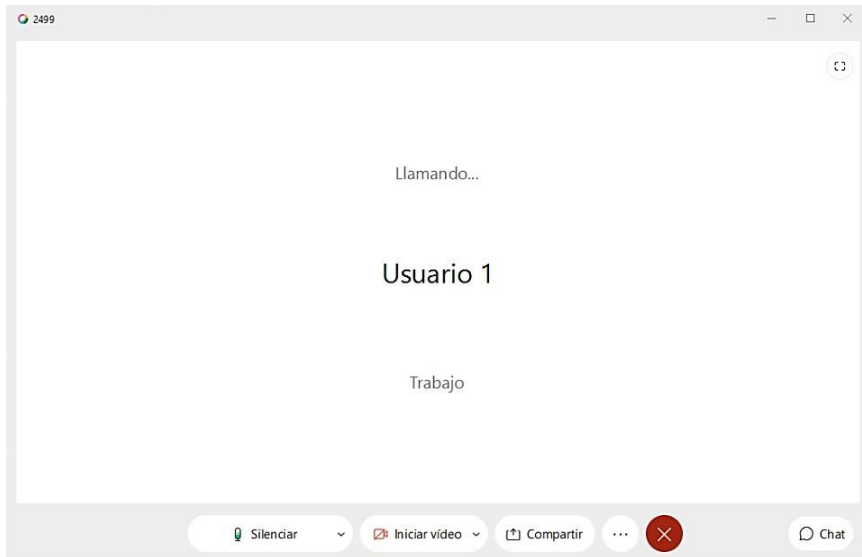 2499
Llamando...
Usuario 1
Trabajo
Silenciar
Iniciar vídeo
Compartir
Chat